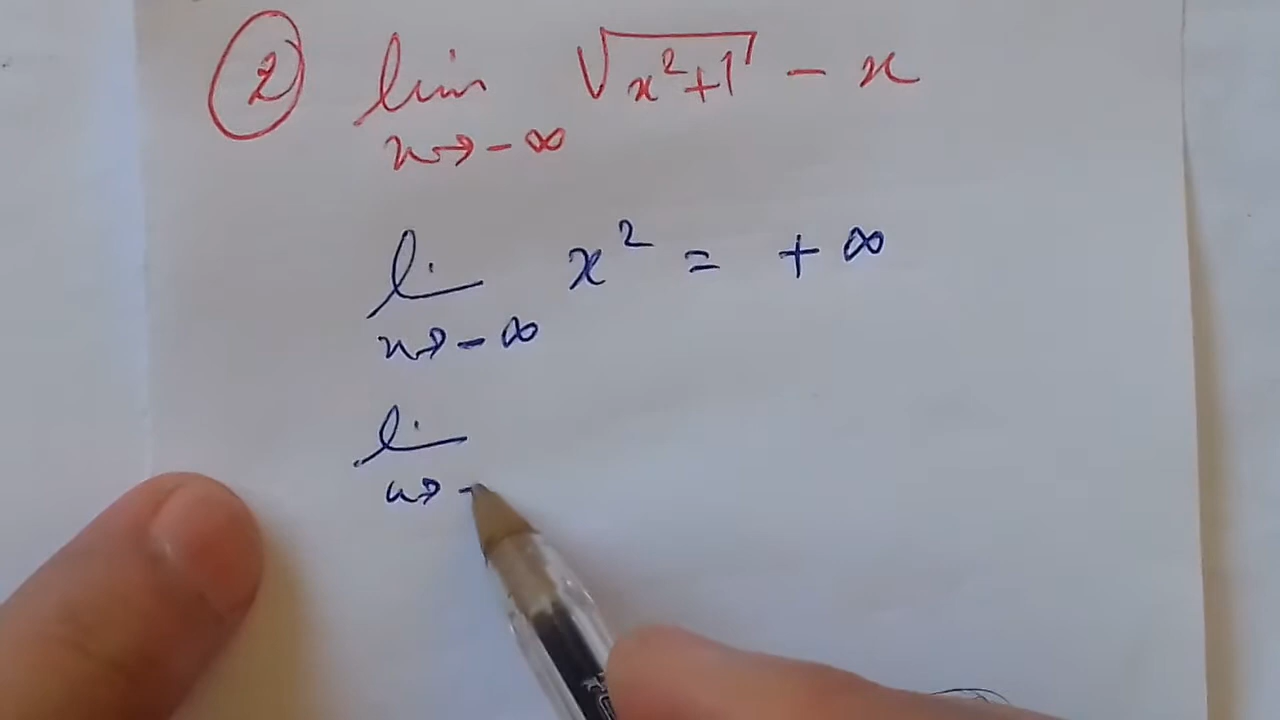 ② lim √(x²+1) - x
x→-∞
lim x² = +∞
x→-∞
lim
x→-